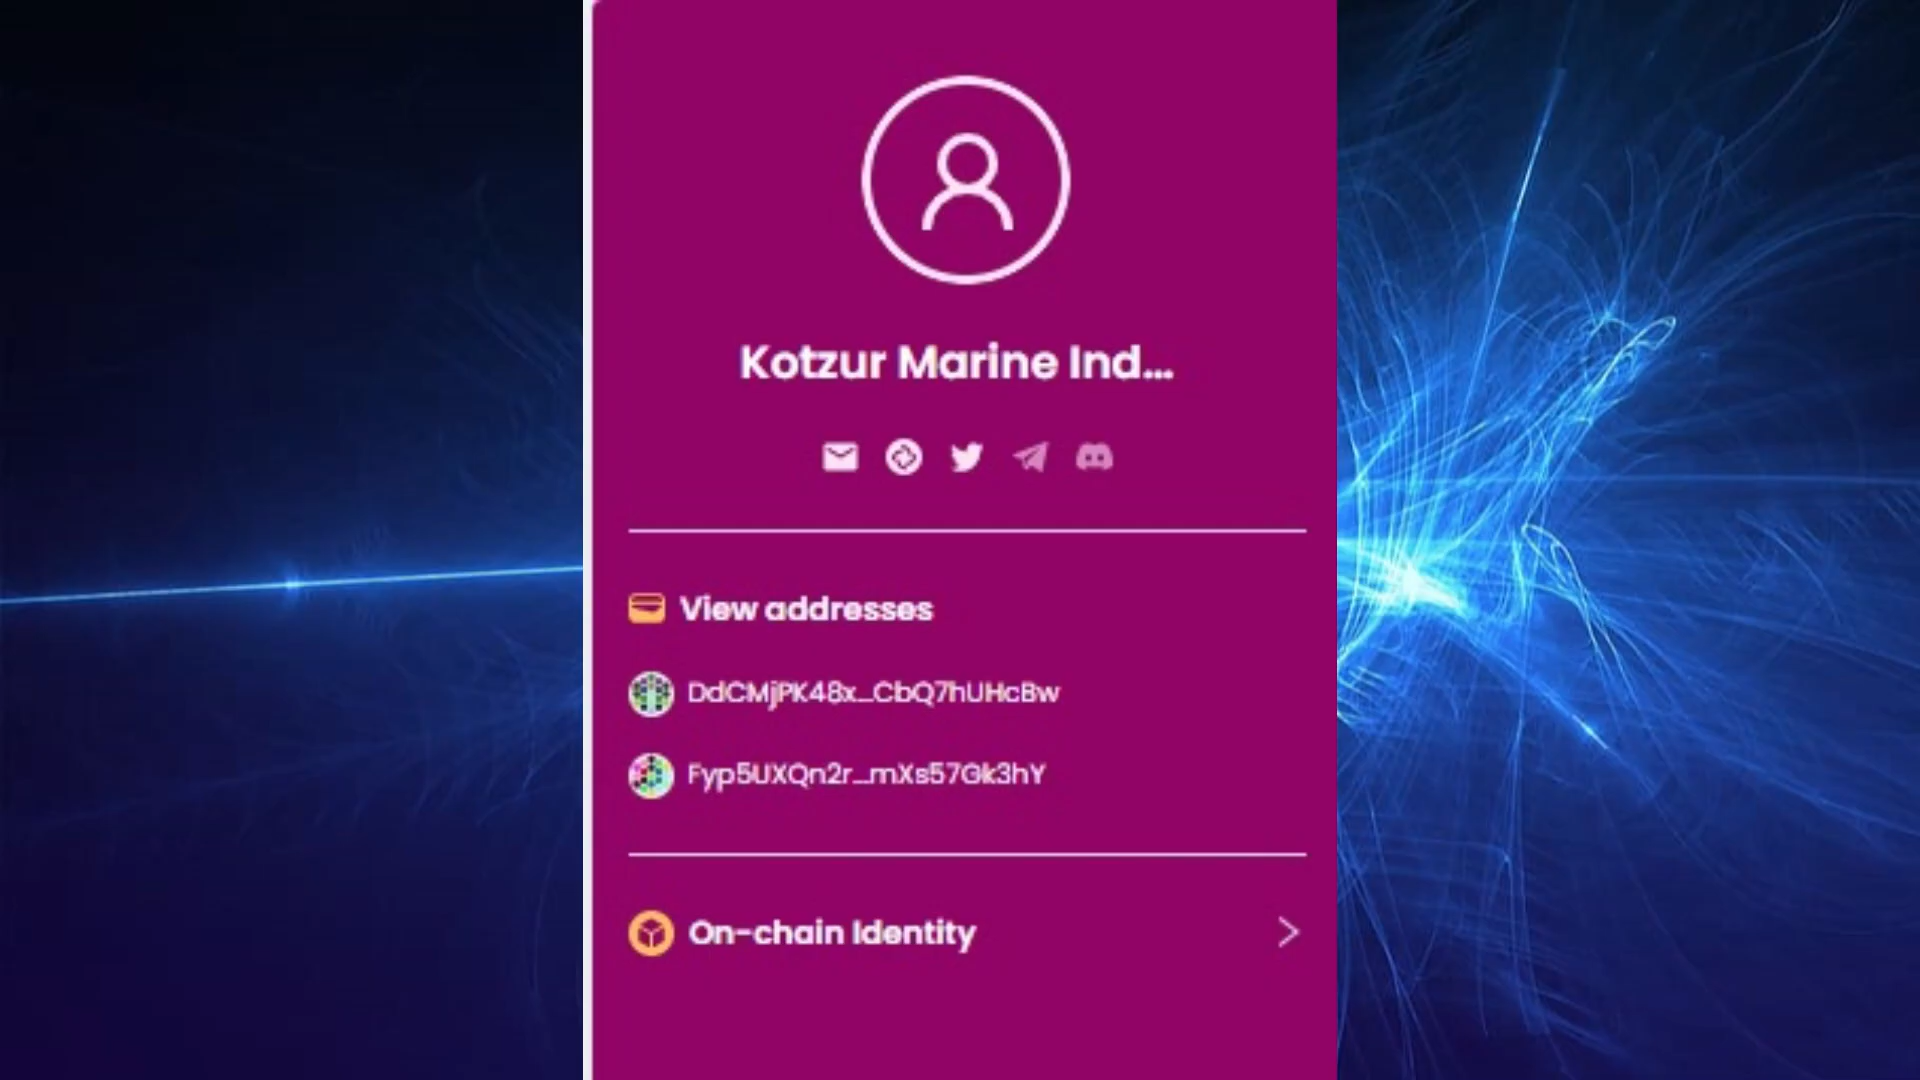 Kotzur Marine Ind...
View addresses
DdCMjPK48x...CbQ7hUHcBw
Fyp5UXQn2r...mXs57Gk3hY
On-chain Identity